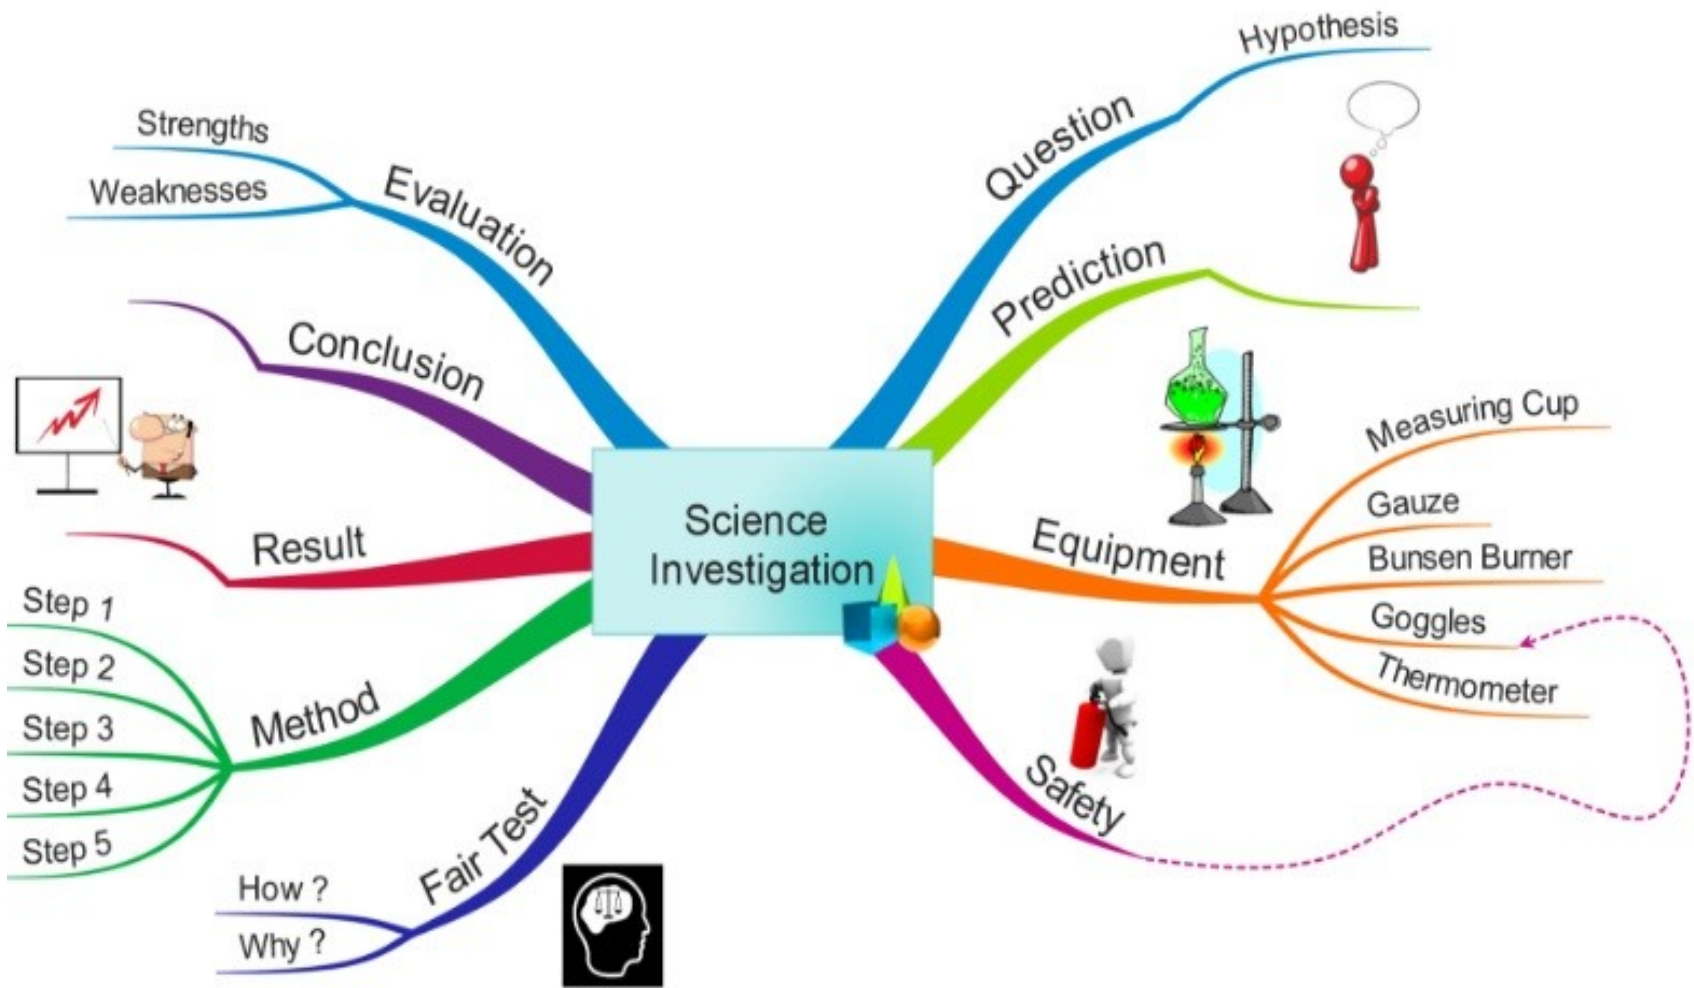 Science
Investigation
Question
Hypothesis
Prediction
Equipment
Measuring Cup
Gauze
Bunsen Burner
Goggles
Thermometer
Safety
Fair Test
How ?
Why ?
Method
Step 1
Step 2
Step 3
Step 4
Step 5
Result
Conclusion
Evaluation
Strengths
Weaknesses